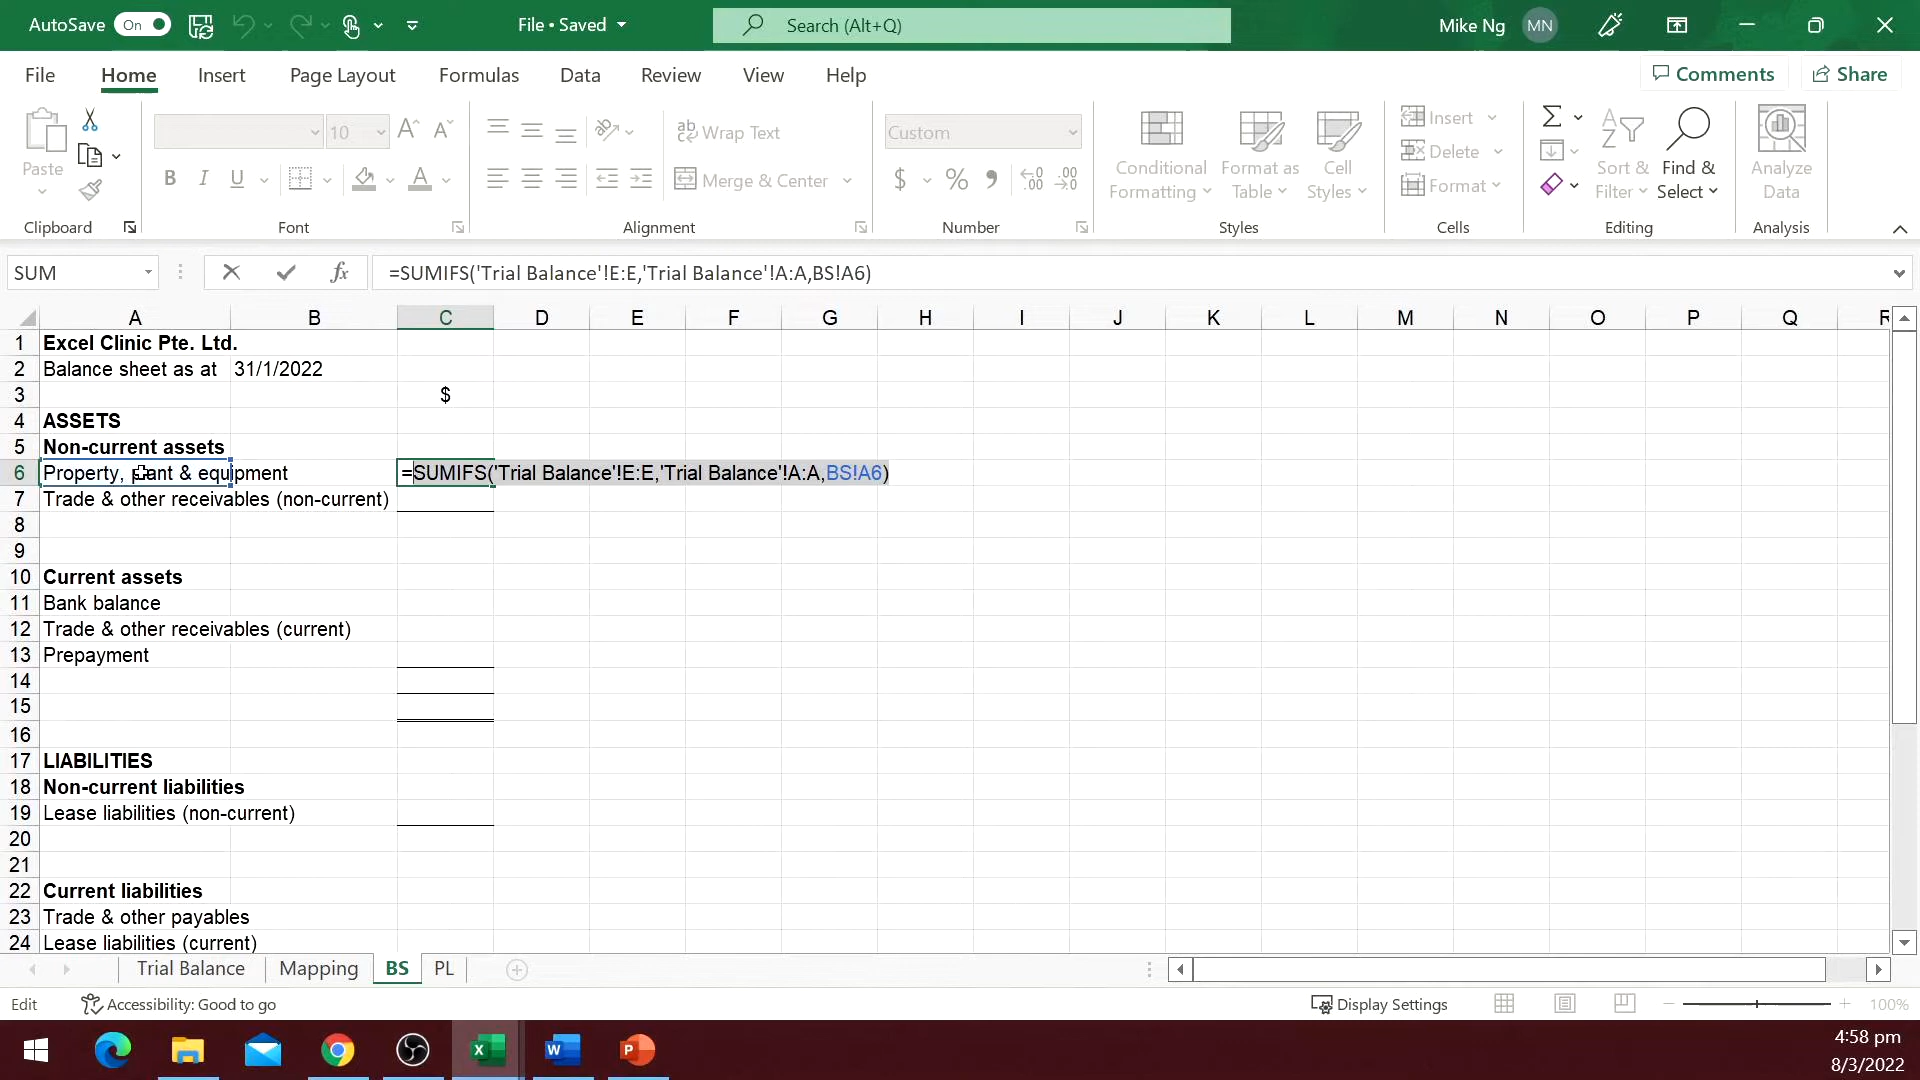 AutoSave On File • Saved Search (Alt+Q) Mike Ng MN
File Home Insert Page Layout Formulas Data Review View Help Comments Share
Paste
Clipboard
10
B I U
Font
Wrap Text
Merge & Center
Alignment
Custom
$ % 
Number
Conditional Formatting
Format as Table
Cell Styles
Styles
Insert
Delete
Format
Cells
Sort & Filter
Find & Select
Editing
Analyze Data
Analysis
SUM fx =SUMIFS('Trial Balance'!E:E,'Trial Balance'!A:A,BS!A6)
A B C D E F G H I J K L M N O P Q R
1 Excel Clinic Pte. Ltd.
2 Balance sheet as at 31/1/2022
3 $
4 ASSETS
5 Non-current assets
6 Property, plant & equipment =SUMIFS('Trial Balance'!E:E,'Trial Balance'!A:A,BS!A6)
7 Trade & other receivables (non-current)
8
9
10 Current assets
11 Bank balance
12 Trade & other receivables (current)
13 Prepayment
14
15
16
17 LIABILITIES
18 Non-current liabilities
19 Lease liabilities (non-current)
20
21
22 Current liabilities
23 Trade & other payables
24 Lease liabilities (current)
Trial Balance Mapping BS PL
Edit Accessibility: Good to go Display Settings 100%
4:58 pm
8/3/2022